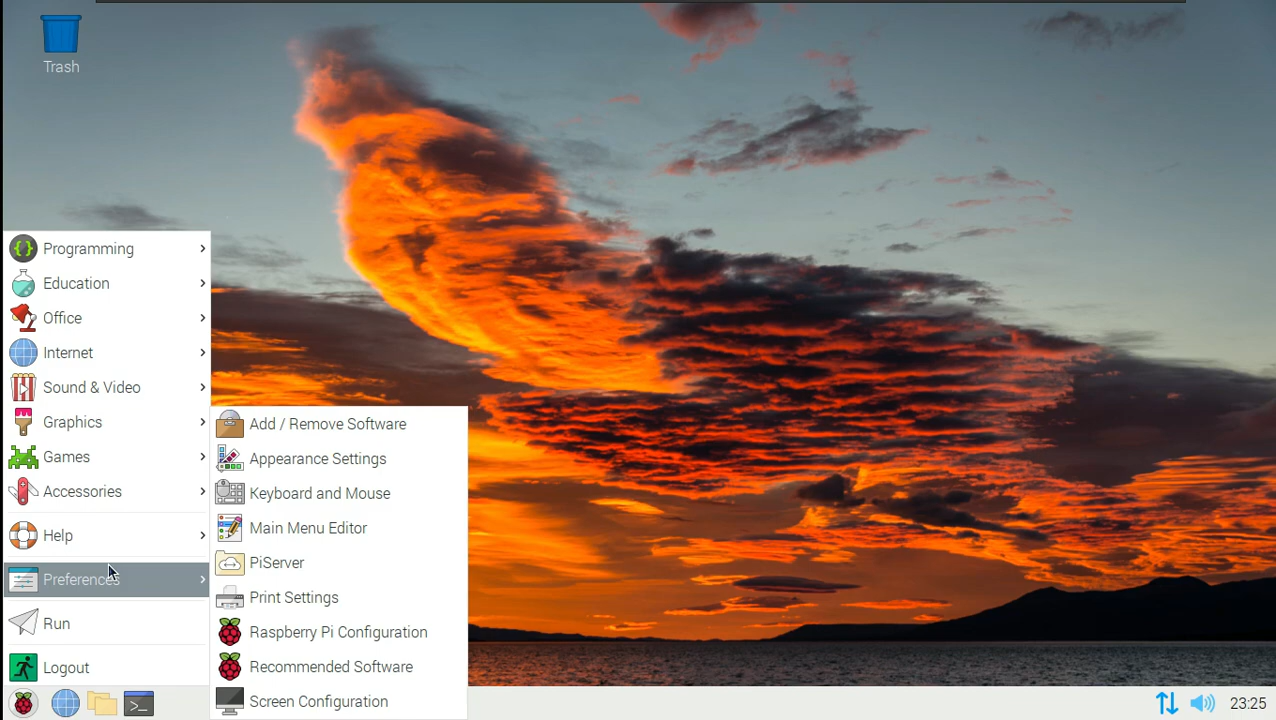 Trash
Programming
Education
Office
Internet
Sound & Video
Graphics
Games
Accessories
Help
Preferences
Run
Logout
Add / Remove Software
Appearance Settings
Keyboard and Mouse
Main Menu Editor
PiServer
Print Settings
Raspberry Pi Configuration
Recommended Software
Screen Configuration
23:25